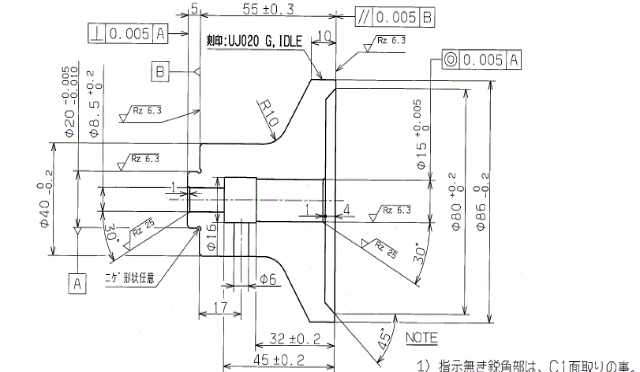 5
55±0.3
// 0.005 B
⊥ 0.005 A
刻印:UJ020 G,IDLE
10
Rz 6.3
◎ 0.005 A
B
Φ20 -0.005 -0.010
Φ8.5 +0.2 0
Rz 6.3
R10
Rz 6.3
Φ15 +0.005 0
Φ80 +0.2 0
Φ86 0 -0.2
Φ40 0 -0.2
1
1
4
Rz 6.3
30°
Rz 25
Φ16
Rz 25
30°
A
ニゲ形状任意
Φ6
17
32±0.2
45°
NOTE
45±0.2
1) 指示無き鋭角部は、C1面取りの事。